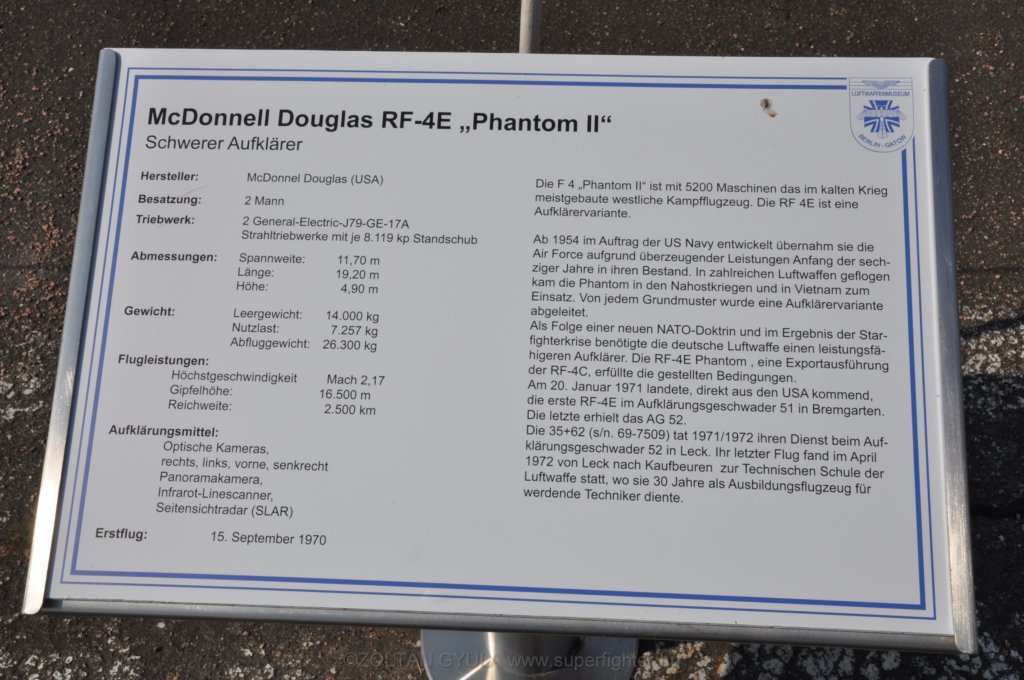 McDonnell Douglas RF-4E „Phantom II“
Schwerer Aufklärer
LUFTWAFFENMUSEUM
BERLIN - GATOW
Hersteller: McDonnel Douglas (USA)
Besatzung: 2 Mann
Triebwerk: 2 General-Electric-J79-GE-17A
Strahltriebwerke mit je 8.119 kp Standschub
Abmessungen: Spannweite: 11,70 m
Länge: 19,20 m
Höhe: 4,90 m
Gewicht: Leergewicht: 14.000 kg
Nutzlast: 7.257 kg
Abfluggewicht: 26.300 kg
Flugleistungen:
Höchstgeschwindigkeit Mach 2,17
Gipfelhöhe: 16.500 m
Reichweite: 2.500 km
Aufklärungsmittel:
Optische Kameras,
rechts, links, vorne, senkrecht
Panoramakamera,
Infrarot-Linescanner,
Seitensichtradar (SLAR)
Erstflug: 15. September 1970
Die F 4 „Phantom II“ ist mit 5200 Maschinen das im kalten Krieg
meistgebaute westliche Kampfflugzeug. Die RF 4E ist eine
Aufklärervariante.
Ab 1954 im Auftrag der US Navy entwickelt übernahm sie die
Air Force aufgrund überzeugender Leistungen Anfang der sech-
ziger Jahre in ihren Bestand. In zahlreichen Luftwaffen geflogen
kam die Phantom in den Nahostkriegen und in Vietnam zum
Einsatz. Von jedem Grundmuster wurde eine Aufklärervariante
abgeleitet.
Als Folge einer neuen NATO-Doktrin und im Ergebnis der Star-
fighterkrise benötigte die deutsche Luftwaffe einen leistungsfä-
higeren Aufklärer. Die RF-4E Phantom , eine Exportausführung
der RF-4C, erfüllte die gestellten Bedingungen.
Am 20. Januar 1971 landete, direkt aus den USA kommend,
die erste RF-4E im Aufklärungsgeschwader 51 in Bremgarten.
Die letzte erhielt das AG 52.
Die 35+62 (s/n. 69-7509) tat 1971/1972 ihren Dienst beim Auf-
klärungsgeschwader 52 in Leck. Ihr letzter Flug fand im April
1972 von Leck nach Kaufbeuren zur Technischen Schule der
Luftwaffe statt, wo sie 30 Jahre als Ausbildungsflugzeug für
werdende Techniker diente.
©ZOLTAN GYULA www.superfighter